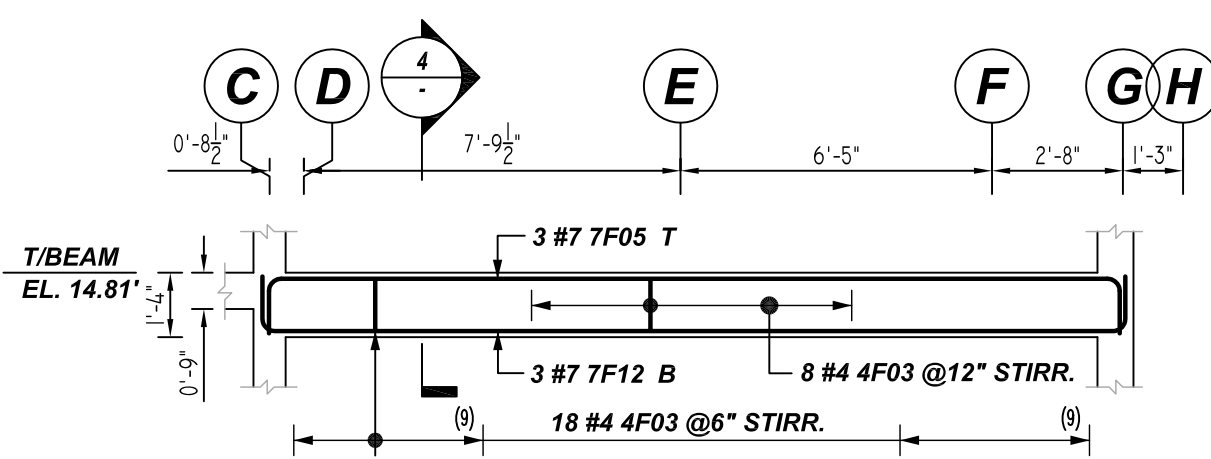 C D 4 E F G H
-
0'-8½" 7'-9½" 6'-5" 2'-8" 1'-3"
3 #7 7F05 T
T/BEAM
EL. 14.81'
1'-4"
0'-9"
3 #7 7F12 B
8 #4 4F03 @12" STIRR.
(9) 18 #4 4F03 @6" STIRR. (9)